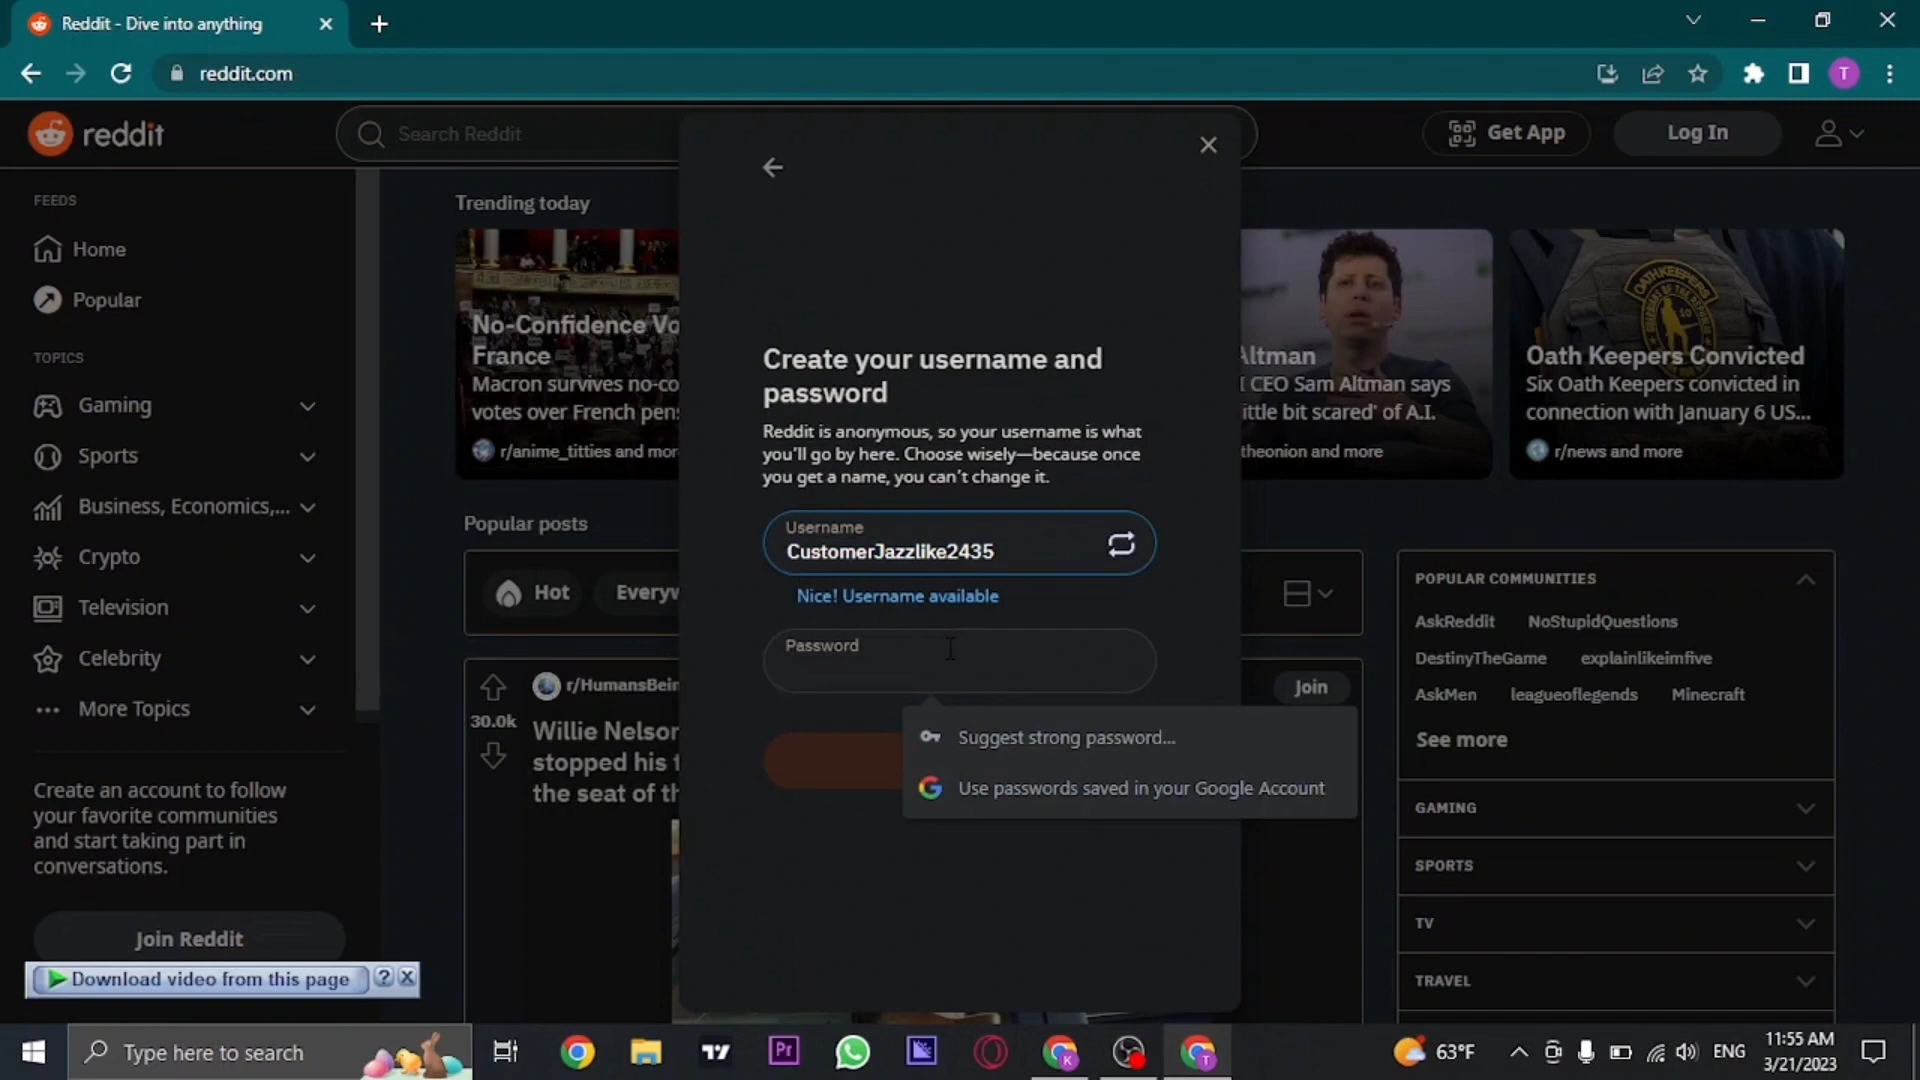 Reddit - Dive into anything
reddit.com
reddit
Search Reddit
Get App
Log In
FEEDS
Home
Popular
TOPICS
Gaming
Sports
Business, Economics,...
Crypto
Television
Celebrity
More Topics
Create an account to follow
your favorite communities
and start taking part in
conversations.
Join Reddit
Download video from this page
?
Trending today
No-Confidence Vo
France
Macron survives no-co
votes over French pens
r/anime_titties and mor
Altman
I CEO Sam Altman says
ittle bit scared' of A.I.
theonion and more
OATH KEEPERS
Oath Keepers Convicted
Six Oath Keepers convicted in
connection with January 6 US...
r/news and more
Popular posts
Hot
Everyw
30.0k
r/HumansBein
Join
Willie Nelson
stopped his t
the seat of th
Create your username and
password
Reddit is anonymous, so your username is what
you'll go by here. Choose wisely—because once
you get a name, you can't change it.
Username
CustomerJazzlike2435
Nice! Username available
Password
Suggest strong password...
Use passwords saved in your Google Account
POPULAR COMMUNITIES
AskReddit NoStupidQuestions
DestinyTheGame explainlikeimfive
AskMen leagueoflegends Minecraft
See more
GAMING
SPORTS
TV
TRAVEL
Type here to search
63°F
ENG
11:55 AM
3/21/2023